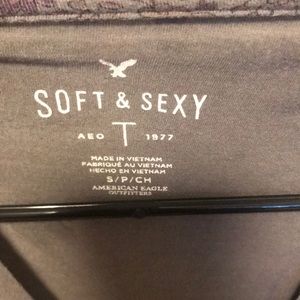 SOFT & SEXY
AEO T 1977
MADE IN VIETNAM
FABRIQUÉ AU VIETNAM
HECHO EN VIETNAM
S/P/CH
AMERICAN EAGLE
OUTFITTERS